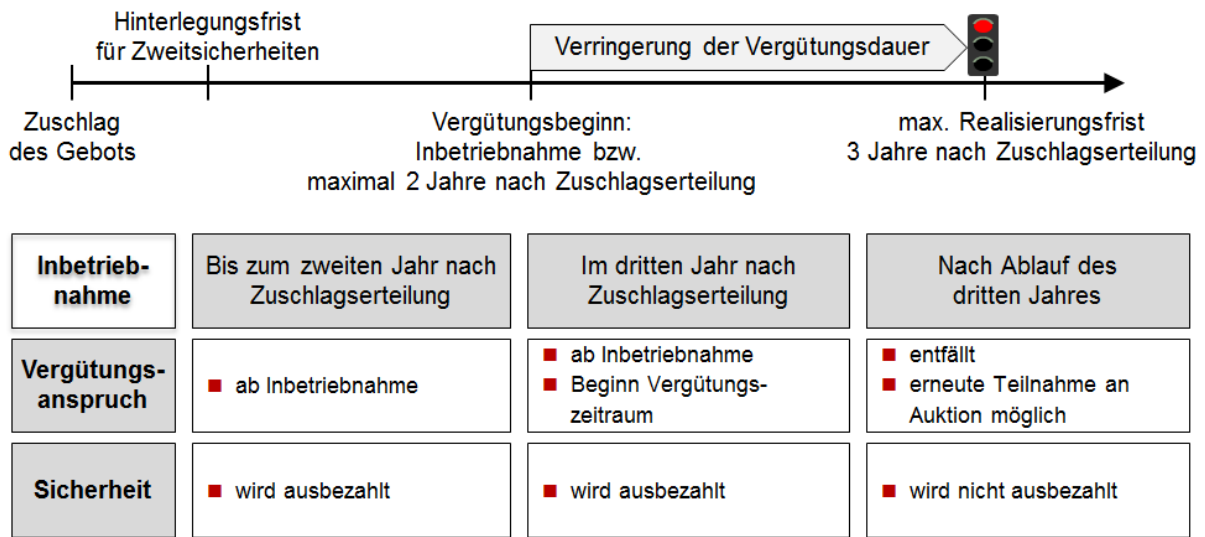 Hinterlegungsfrist
für Zweitsicherheiten
Verringerung der Vergütungsdauer
Zuschlag
des Gebots
Vergütungsbeginn:
Inbetriebnahme bzw.
maximal 2 Jahre nach Zuschlagserteilung
max. Realisierungsfrist
3 Jahre nach Zuschlagserteilung
Inbetrieb-
nahme
Bis zum zweiten Jahr nach
Zuschlagserteilung
Im dritten Jahr nach
Zuschlagserteilung
Nach Ablauf des
dritten Jahres
Vergütungs-
anspruch
ab Inbetriebnahme
ab Inbetriebnahme
Beginn Vergütungs-
zeitraum
entfällt
erneute Teilnahme an
Auktion möglich
Sicherheit
wird ausbezahlt
wird ausbezahlt
wird nicht ausbezahlt